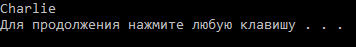 Charlie
Для продолжения нажмите любую клавишу . . .